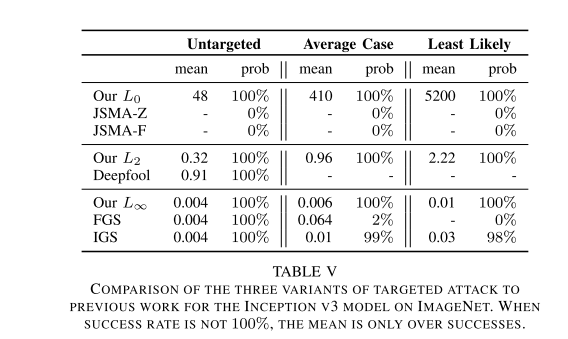 Untargeted Average Case Least Likely
mean prob || mean prob || mean prob
Our L₀ 48 100% || 410 100% || 5200 100%
JSMA-Z - 0% || - 0% || - 0%
JSMA-F - 0% || - 0% || - 0%
Our L₂ 0.32 100% || 0.96 100% || 2.22 100%
Deepfool 0.91 100% || - - || - -
Our L∞ 0.004 100% || 0.006 100% || 0.01 100%
FGS 0.004 100% || 0.064 2% || - 0%
IGS 0.004 100% || 0.01 99% || 0.03 98%
TABLE V
COMPARISON OF THE THREE VARIANTS OF TARGETED ATTACK TO
PREVIOUS WORK FOR THE INCEPTION V3 MODEL ON IMAGENET. WHEN
SUCCESS RATE IS NOT 100%, THE MEAN IS ONLY OVER SUCCESSES.